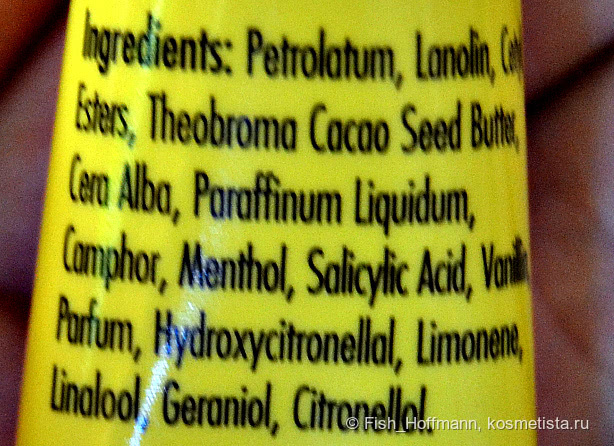 Ingredients: Petrolatum, Lanolin,
Esters, Theobroma Cacao Seed Butter,
Cera Alba, Paraffinum Liquidum,
Camphor, Menthol, Salicylic Acid,
Parfum, Hydroxycitronellal, Limonene,
Linalool, Geraniol, Citronellol
© Fish_Hoffmann, kosmetista.ru